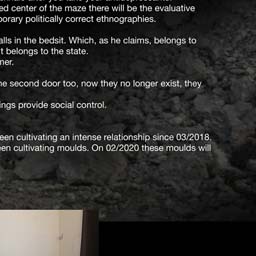 ed center of the maze there will be the evaluative
porary politically correct ethnographies.
alls in the bedsit. Which, as he claims, belongs to
t belongs to the state.
mer.
ne second door too, now they no longer exist, they
ings provide social control.
een cultivating an intense relationship since 03/2018,
een cultivating moulds. On 02/2020 these moulds will